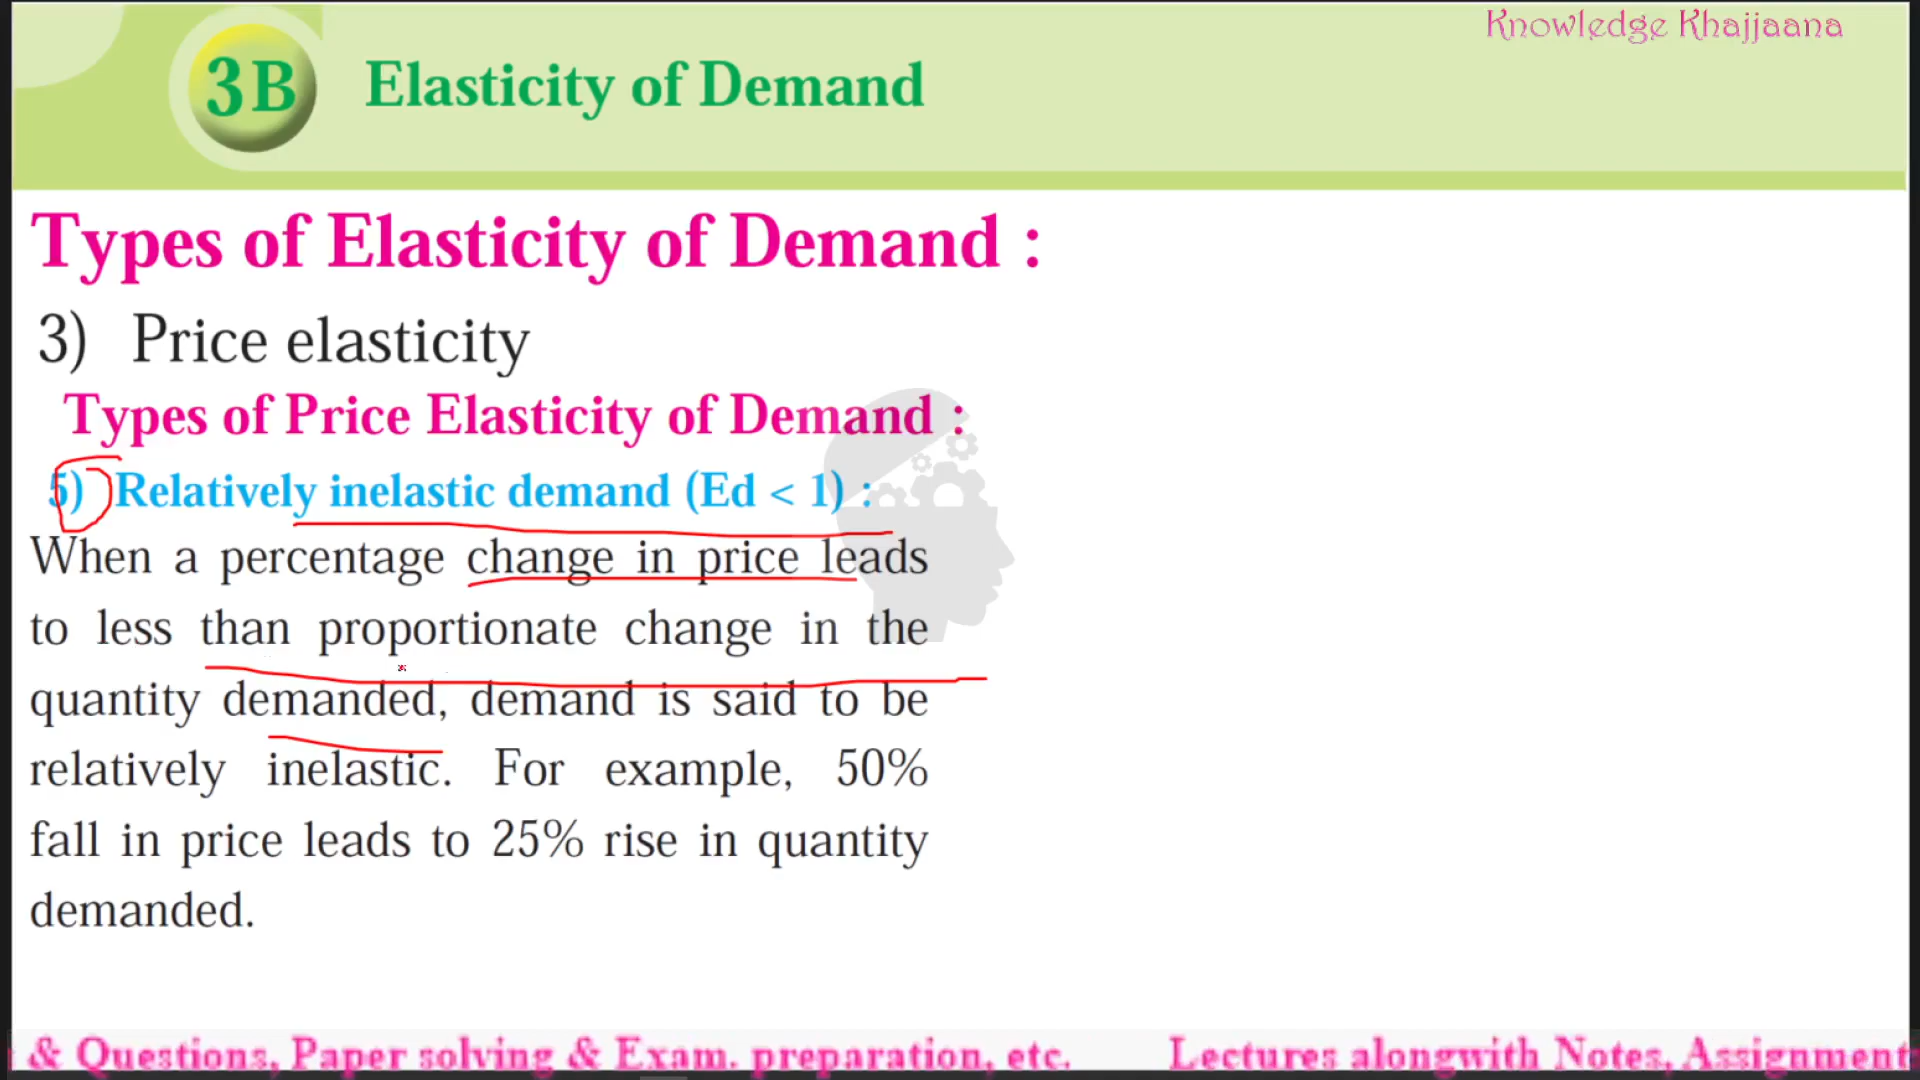 Knowledge Khajjaana
3B Elasticity of Demand
Types of Elasticity of Demand :
3) Price elasticity
Types of Price Elasticity of Demand :
5) Relatively inelastic demand (Ed < 1) :
When a percentage change in price leads
to less than proportionate change in the
quantity demanded, demand is said to be
relatively inelastic. For example, 50%
fall in price leads to 25% rise in quantity
demanded.
& Questions, Paper solving & Exam. preparation, etc. Lectures alongwith Notes, Assignment